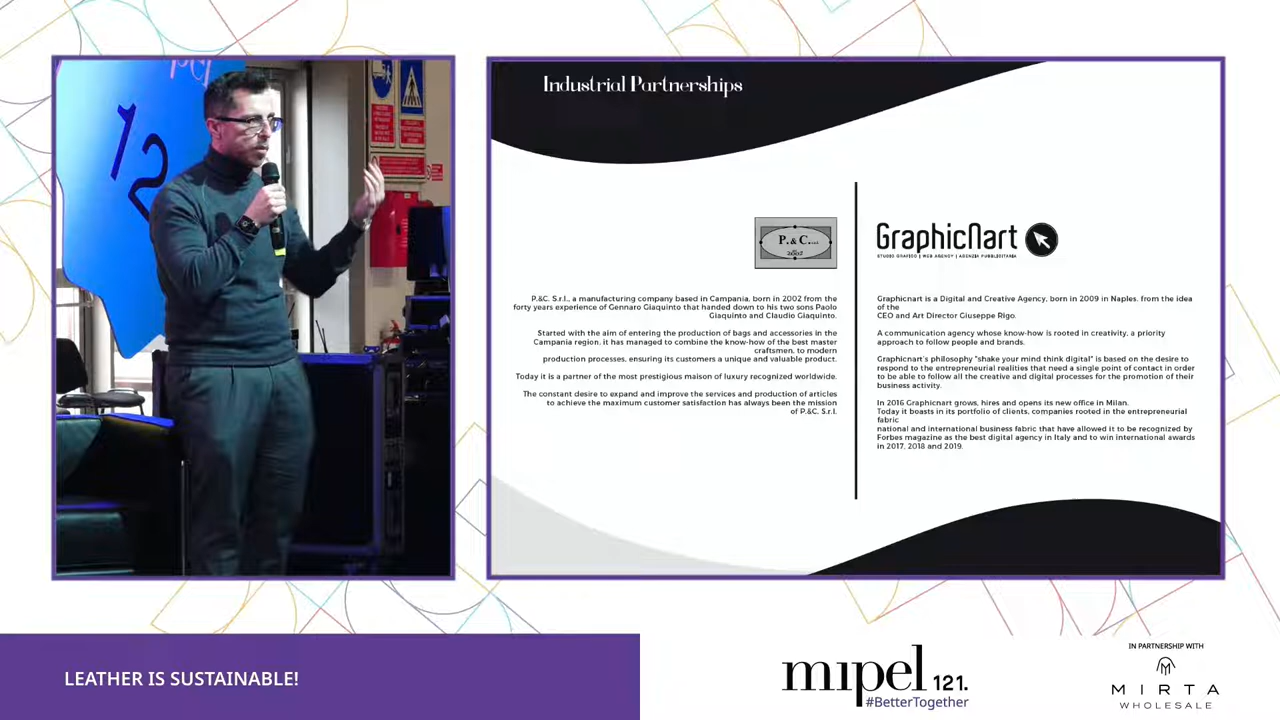 12
Industrial Partnerships
P. & C. s.r.l.
2002
P.&C. S.r.l., a manufacturing company based in Campania, born in 2002 from the
forty years experience of Gennaro Giaquinto that handed down to his two sons Paolo
Giaquinto and Claudio Giaquinto.
Started with the aim of entering the production of bags and accessories in the
Campania region, it has managed to combine the know-how of the best master
craftsmen, to modern
production processes, ensuring its customers a unique and valuable product.
Today it is a partner of the most prestigious maison of luxury recognized worldwide.
The constant desire to expand and improve the services and production of articles
to achieve the maximum customer satisfaction has always been the mission
of P.&C. S.r.l.
GraphicNart
STUDIO GRAFICO | WEB AGENCY | AGENZIA PUBBLICITARIA
Graphicnart is a Digital and Creative Agency, born in 2009 in Naples, from the idea
of the
CEO and Art Director Giuseppe Rigo.
A communication agency whose know-how is rooted in creativity, a priority
approach to follow people and brands.
Graphicnart's philosophy "shake your mind think digital" is based on the desire to
respond to the entrepreneurial realities that need a single point of contact in order
to be able to follow all the creative and digital processes for the promotion of their
business activity.
In 2016 Graphicnart grows, hires and opens its new office in Milan.
Today it boasts in its portfolio of clients, companies rooted in the entrepreneurial
fabric
national and international business fabric that have allowed it to be recognized by
Forbes magazine as the best digital agency in Italy and to win international awards
in 2017, 2018 and 2019.
LEATHER IS SUSTAINABLE!
mipel 121.
#BetterTogether
IN PARTNERSHIP WITH
MIRTA
WHOLESALE